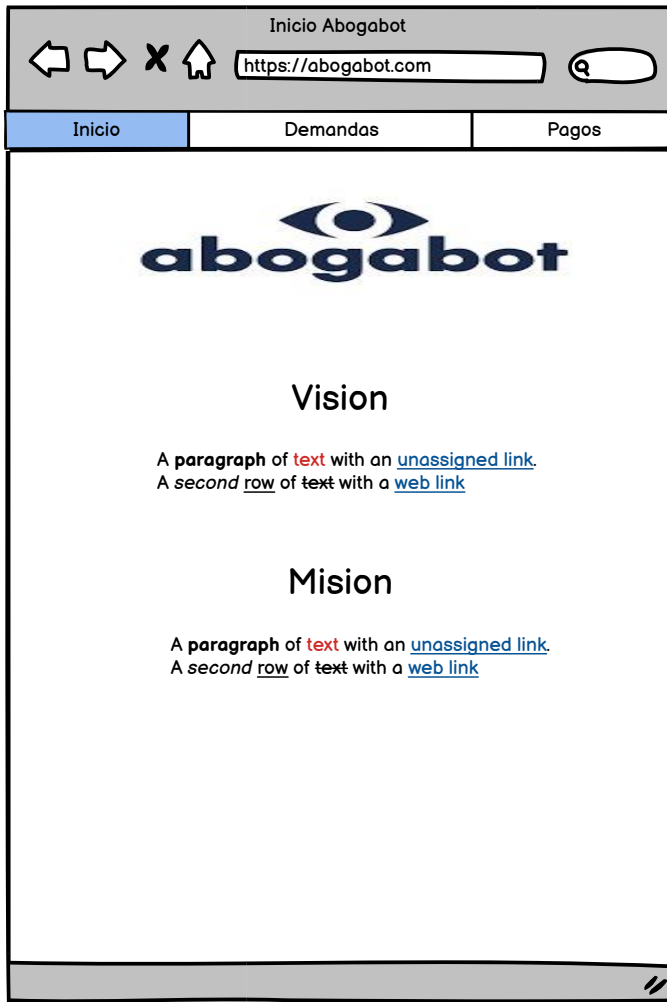 Inicio Abogabot
https://abogabot.com
Inicio
Demandas
Pagos
abogabot
Vision
A paragraph of text with an unassigned link.
A second row of text with a web link
Mision
A paragraph of text with an unassigned link.
A second row of text with a web link